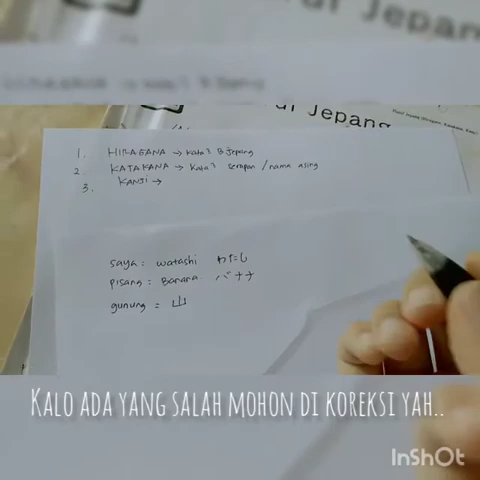 Jepang
uf Jepang
1. HIRAGANA → kata² B Jepang
2. KATAKANA → kata² serapan / nama asing
3. KANJI →
saya : watashi わたし
pisang : Banana バナナ
gunung = 山
KALO ADA YANG SALAH MOHON DI KOREKSI YAH..
InShOt